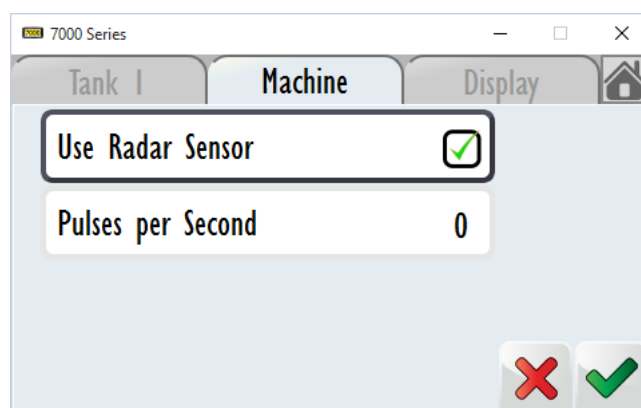 7000 Series
Tank 1 Machine Display
Use Radar Sensor
Pulses per Second 0